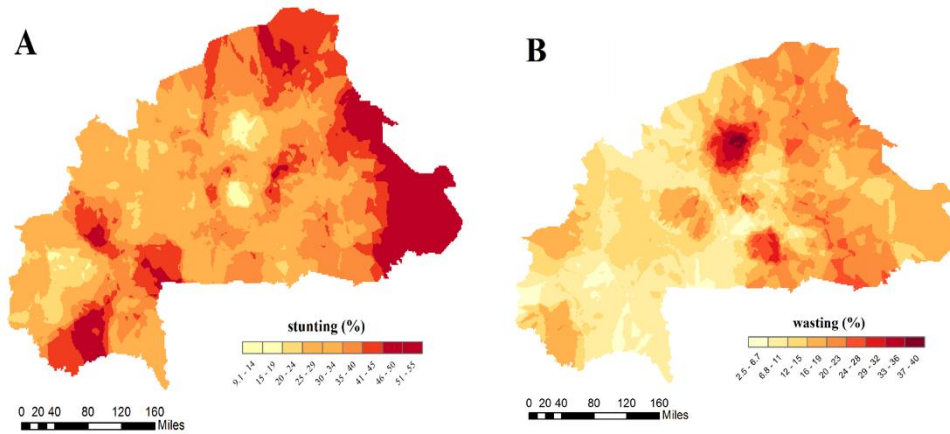 A
B
stunting (%)
9.1 - 14
15 - 19
20 - 24
25 - 29
30 - 34
35 - 40
41 - 45
46 - 50
51 - 55
0 20 40 80 120 160
Miles
wasting (%)
2.5 - 6.7
6.8 - 11
12 - 15
16 - 19
20 - 23
24 - 28
29 - 32
33 - 36
37 - 40
0 20 40 80 120 160
Miles